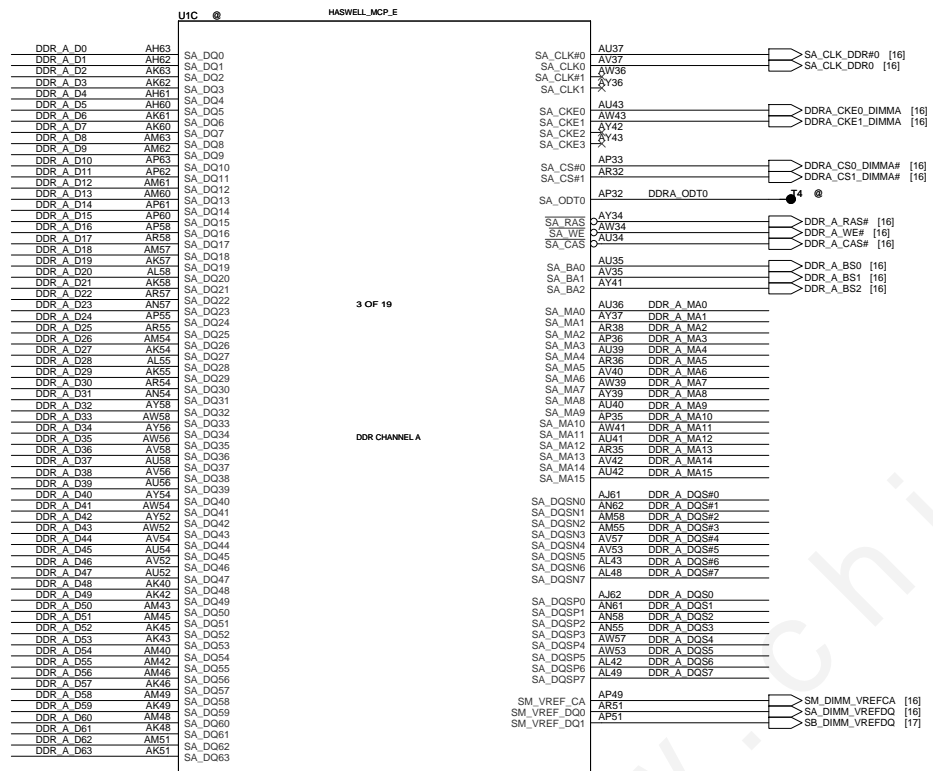 U1C @ HASWELL_MCP_E
DDR_A_D0 AH63 SA_DQ0
DDR_A_D1 AH62 SA_DQ1
DDR_A_D2 AK63 SA_DQ2
DDR_A_D3 AK62 SA_DQ3
DDR_A_D4 AH61 SA_DQ4
DDR_A_D5 AH60 SA_DQ5
DDR_A_D6 AK61 SA_DQ6
DDR_A_D7 AK60 SA_DQ7
DDR_A_D8 AM63 SA_DQ8
DDR_A_D9 AM62 SA_DQ9
DDR_A_D10 AP63 SA_DQ10
DDR_A_D11 AP62 SA_DQ11
DDR_A_D12 AM61 SA_DQ12
DDR_A_D13 AM60 SA_DQ13
DDR_A_D14 AP61 SA_DQ14
DDR_A_D15 AP60 SA_DQ15
DDR_A_D16 AP58 SA_DQ16
DDR_A_D17 AR58 SA_DQ17
DDR_A_D18 AM57 SA_DQ18
DDR_A_D19 AK57 SA_DQ19
DDR_A_D20 AL58 SA_DQ20
DDR_A_D21 AK58 SA_DQ21
DDR_A_D22 AR57 SA_DQ22
DDR_A_D23 AN57 SA_DQ23
DDR_A_D24 AP55 SA_DQ24
DDR_A_D25 AR55 SA_DQ25
DDR_A_D26 AM54 SA_DQ26
DDR_A_D27 AK54 SA_DQ27
DDR_A_D28 AL55 SA_DQ28
DDR_A_D29 AK55 SA_DQ29
DDR_A_D30 AR54 SA_DQ30
DDR_A_D31 AN54 SA_DQ31
DDR_A_D32 AY58 SA_DQ32
DDR_A_D33 AW58 SA_DQ33
DDR_A_D34 AY56 SA_DQ34
DDR_A_D35 AW56 SA_DQ35
DDR_A_D36 AV58 SA_DQ36
DDR_A_D37 AU58 SA_DQ37
DDR_A_D38 AV56 SA_DQ38
DDR_A_D39 AU56 SA_DQ39
DDR_A_D40 AY54 SA_DQ40
DDR_A_D41 AW54 SA_DQ41
DDR_A_D42 AY52 SA_DQ42
DDR_A_D43 AW52 SA_DQ43
DDR_A_D44 AV54 SA_DQ44
DDR_A_D45 AU54 SA_DQ45
DDR_A_D46 AV52 SA_DQ46
DDR_A_D47 AU52 SA_DQ47
DDR_A_D48 AK40 SA_DQ48
DDR_A_D49 AK42 SA_DQ49
DDR_A_D50 AM43 SA_DQ50
DDR_A_D51 AM45 SA_DQ51
DDR_A_D52 AK45 SA_DQ52
DDR_A_D53 AK43 SA_DQ53
DDR_A_D54 AM40 SA_DQ54
DDR_A_D55 AM42 SA_DQ55
DDR_A_D56 AM46 SA_DQ56
DDR_A_D57 AK46 SA_DQ57
DDR_A_D58 AM49 SA_DQ58
DDR_A_D59 AK49 SA_DQ59
DDR_A_D60 AM48 SA_DQ60
DDR_A_D61 AK48 SA_DQ61
DDR_A_D62 AM51 SA_DQ62
DDR_A_D63 AK51 SA_DQ63
3 OF 19
DDR CHANNEL A
SA_CLK#0 AU37 SA_CLK_DDR#0 [16]
SA_CLK0 AV37 SA_CLK_DDR0 [16]
SA_CLK#1 AW36
SA_CLK1 AY36
SA_CKE0 AU43 DDRA_CKE0_DIMMA [16]
SA_CKE1 AW43 DDRA_CKE1_DIMMA [16]
SA_CKE2 AY42
SA_CKE3 AY43
SA_CS#0 AP33 DDRA_CS0_DIMMA# [16]
SA_CS#1 AR32 DDRA_CS1_DIMMA# [16]
SA_ODT0 AP32 DDRA_ODT0 T4 @
SA_RAS AY34 DDR_A_RAS# [16]
SA_WE AW34 DDR_A_WE# [16]
SA_CAS AU34 DDR_A_CAS# [16]
SA_BA0 AU35 DDR_A_BS0 [16]
SA_BA1 AV35 DDR_A_BS1 [16]
SA_BA2 AY41 DDR_A_BS2 [16]
SA_MA0 AU36 DDR_A_MA0
SA_MA1 AY37 DDR_A_MA1
SA_MA2 AR38 DDR_A_MA2
SA_MA3 AP36 DDR_A_MA3
SA_MA4 AU39 DDR_A_MA4
SA_MA5 AR36 DDR_A_MA5
SA_MA6 AV40 DDR_A_MA6
SA_MA7 AW39 DDR_A_MA7
SA_MA8 AY39 DDR_A_MA8
SA_MA9 AU40 DDR_A_MA9
SA_MA10 AP35 DDR_A_MA10
SA_MA11 AW41 DDR_A_MA11
SA_MA12 AU41 DDR_A_MA12
SA_MA13 AR35 DDR_A_MA13
SA_MA14 AV42 DDR_A_MA14
SA_MA15 AU42 DDR_A_MA15
SA_DQSN0 AJ61 DDR_A_DQS#0
SA_DQSN1 AN62 DDR_A_DQS#1
SA_DQSN2 AM58 DDR_A_DQS#2
SA_DQSN3 AM55 DDR_A_DQS#3
SA_DQSN4 AV57 DDR_A_DQS#4
SA_DQSN5 AV53 DDR_A_DQS#5
SA_DQSN6 AL43 DDR_A_DQS#6
SA_DQSN7 AL48 DDR_A_DQS#7
SA_DQSP0 AJ62 DDR_A_DQS0
SA_DQSP1 AN61 DDR_A_DQS1
SA_DQSP2 AN58 DDR_A_DQS2
SA_DQSP3 AN55 DDR_A_DQS3
SA_DQSP4 AW57 DDR_A_DQS4
SA_DQSP5 AW53 DDR_A_DQS5
SA_DQSP6 AL42 DDR_A_DQS6
SA_DQSP7 AL49 DDR_A_DQS7
SM_VREF_CA AP49 SM_DIMM_VREFCA [16]
SM_VREF_DQ0 AR51 SA_DIMM_VREFDQ [16]
SM_VREF_DQ1 AP51 SB_DIMM_VREFDQ [17]
w . c h i